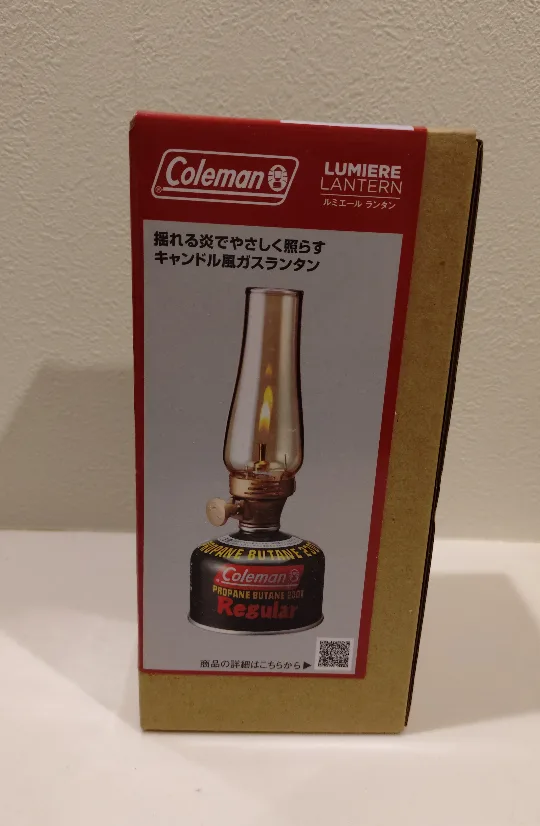 Coleman
LUMIERE
LANTERN
ルミエール ランタン
揺れる炎でやさしく照らす
キャンドル風ガスランタン
PROPANE BUTANE
Coleman
PROPANE BUTANE 230g
Regular
商品の詳細はこちらから▶